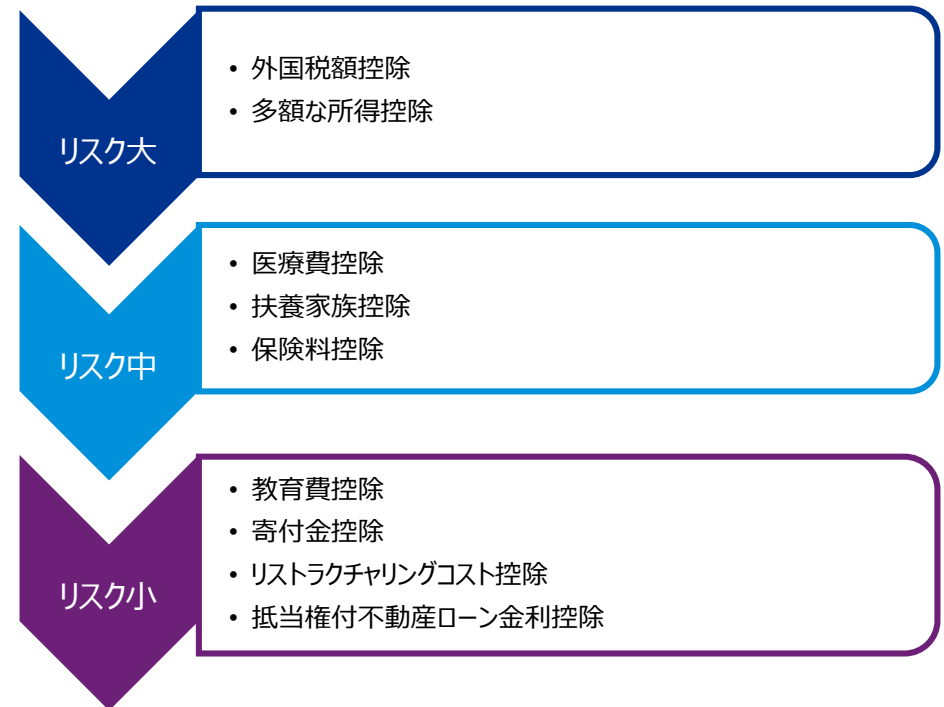 リスク大
• 外国税額控除
• 多額な所得控除
リスク中
• 医療費控除
• 扶養家族控除
• 保険料控除
リスク小
• 教育費控除
• 寄付金控除
• リストラクチャリングコスト控除
• 抵当権付不動産ローン金利控除